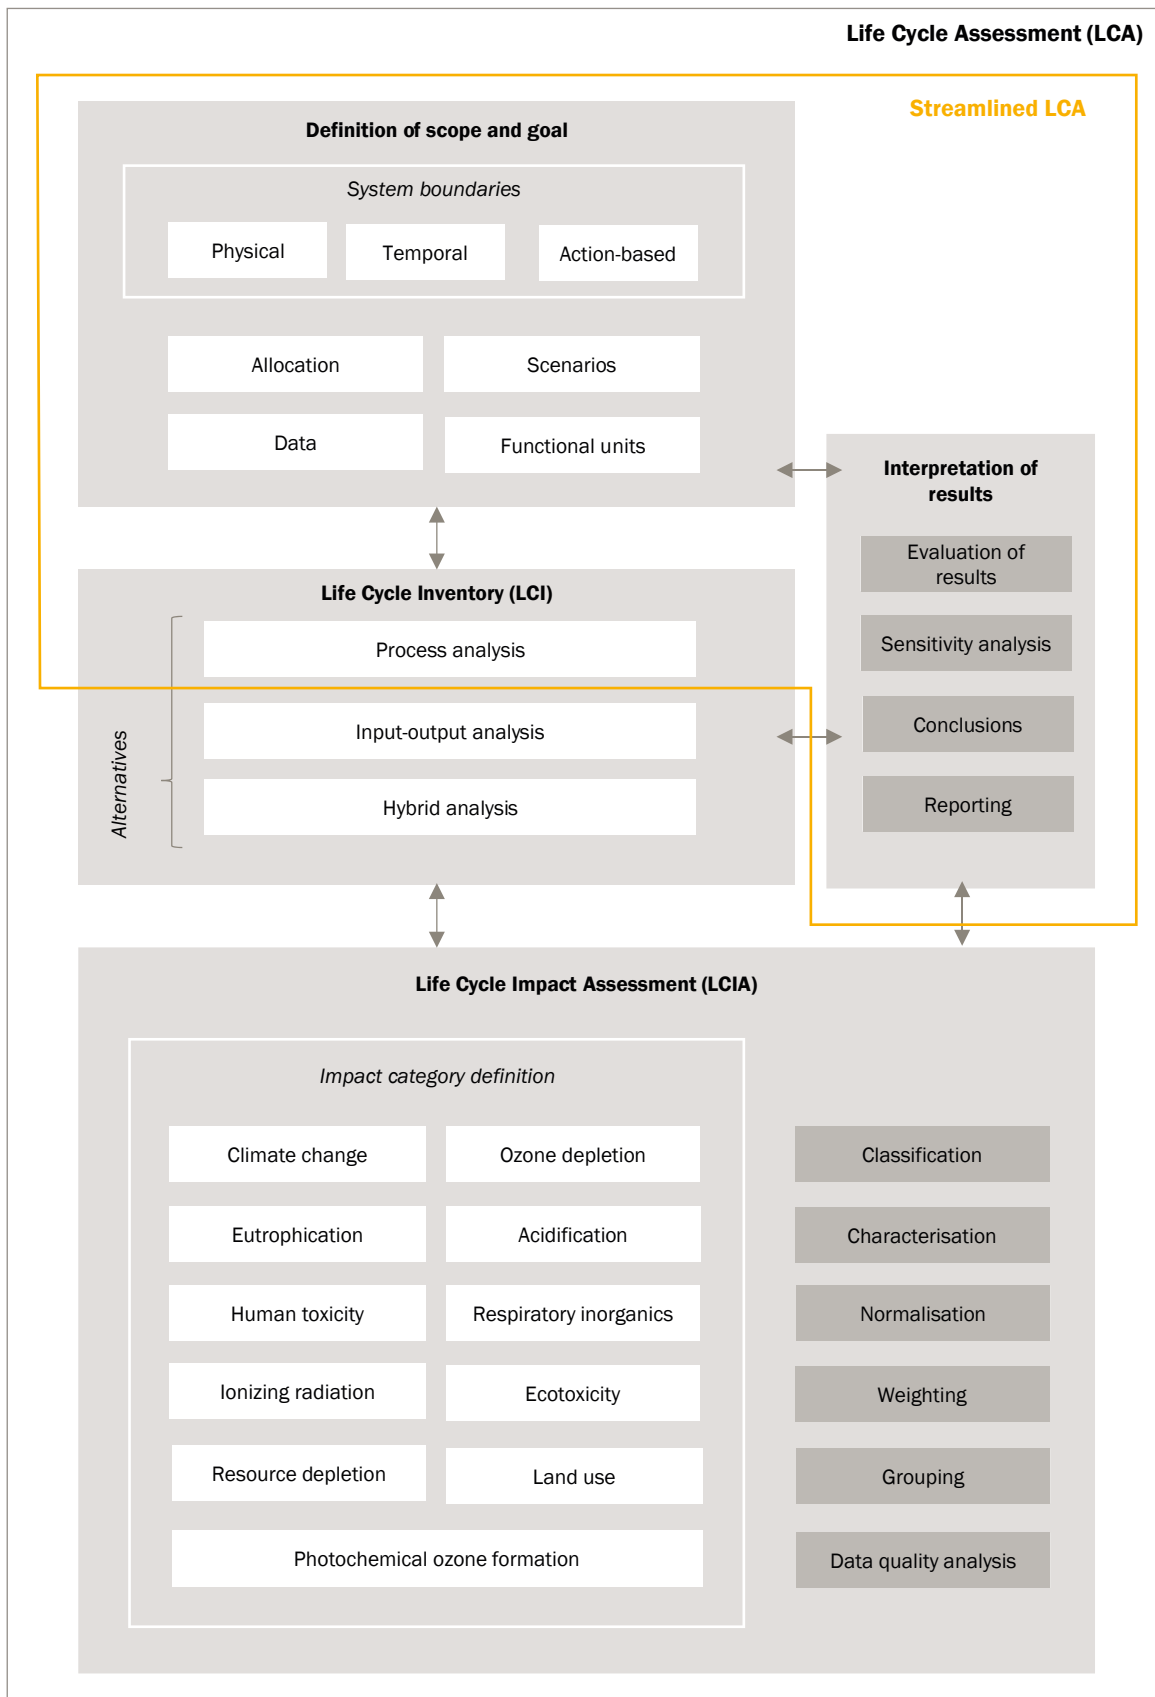 Life Cycle Assessment (LCA)
Streamlined LCA
Definition of scope and goal
System boundaries
Physical
Temporal
Action-based
Allocation
Scenarios
Data
Functional units
Interpretation of
results
Evaluation of
results
Sensitivity analysis
Conclusions
Reporting
Life Cycle Inventory (LCI)
Process analysis
Input-output analysis
Hybrid analysis
Alternatives
Life Cycle Impact Assessment (LCIA)
Impact category definition
Climate change
Ozone depletion
Eutrophication
Acidification
Human toxicity
Respiratory inorganics
Ionizing radiation
Ecotoxicity
Resource depletion
Land use
Photochemical ozone formation
Classification
Characterisation
Normalisation
Weighting
Grouping
Data quality analysis